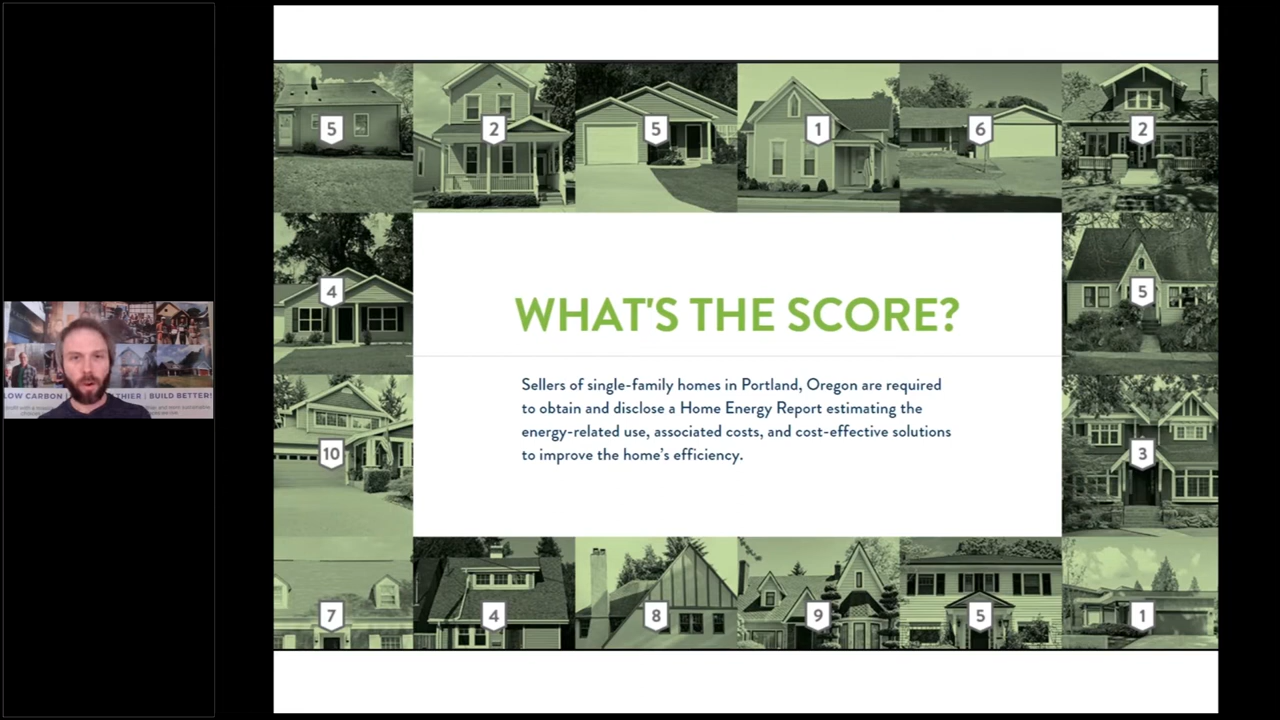 5 2 5 1 6 2
4 5
WHAT'S THE SCORE?
Sellers of single-family homes in Portland, Oregon are required
to obtain and disclose a Home Energy Report estimating the
energy-related use, associated costs, and cost-effective solutions
to improve the home's efficiency.
10 3
7 4 8 9 5 1
LOW CARBON | THIER | BUILD BETTER